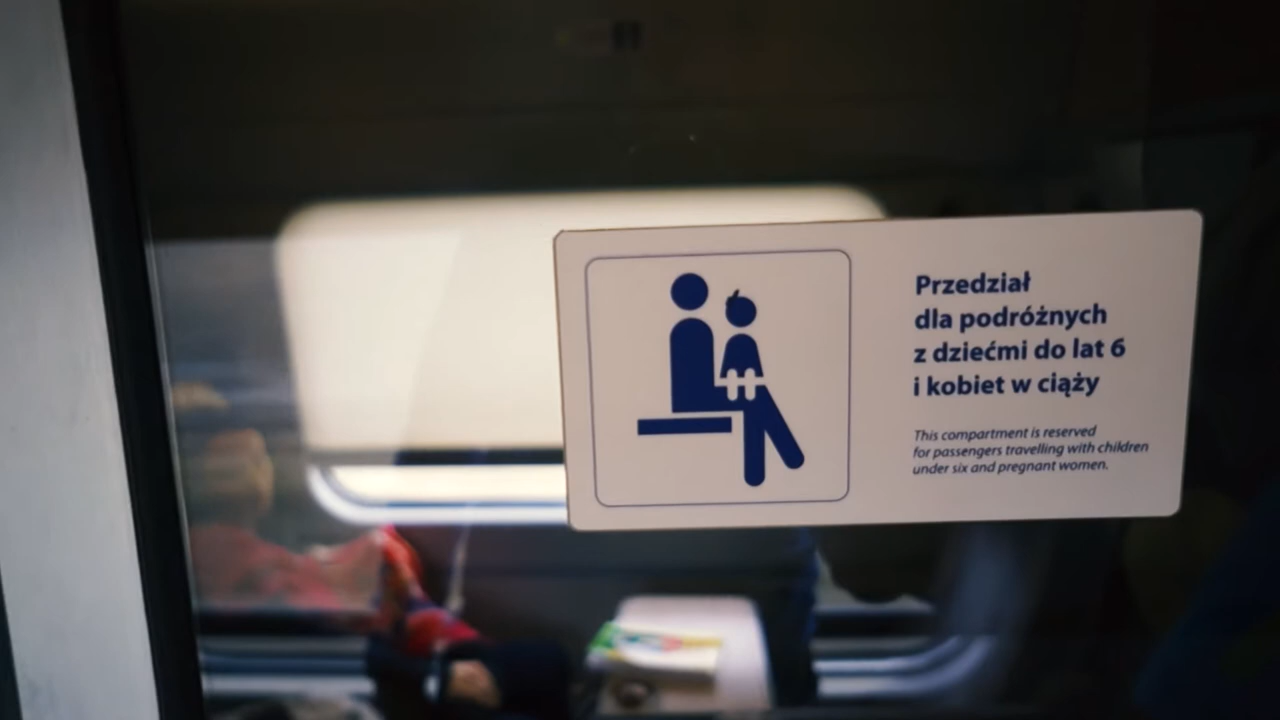 Przedział
dla podróżnych
z dziećmi do lat 6
i kobiet w ciąży
This compartment is reserved
for passengers travelling with children
under six and pregnant women.